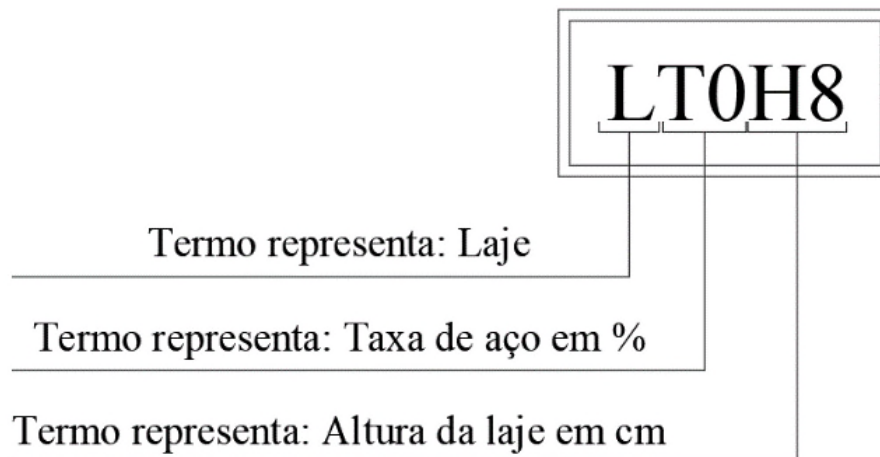 LT0H8
Termo representa: Laje
Termo representa: Taxa de aço em %
Termo representa: Altura da laje em cm